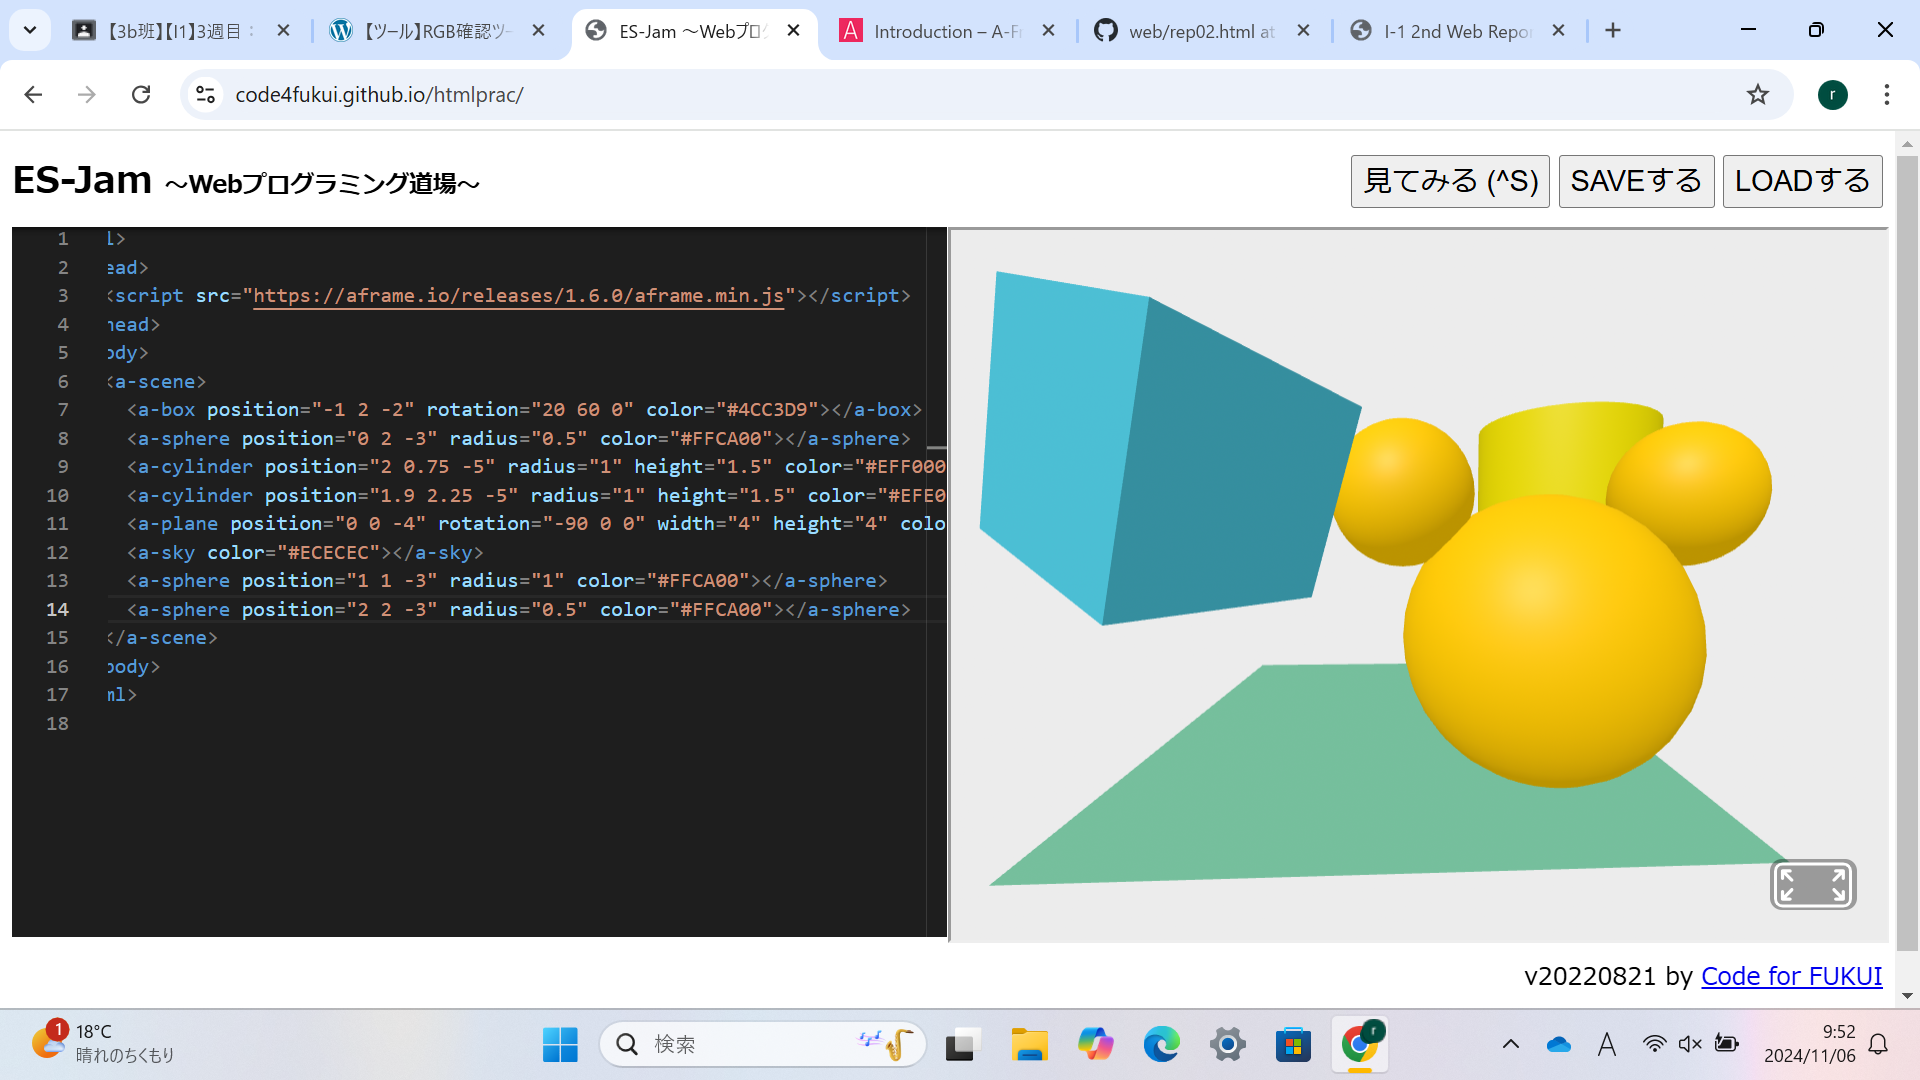 【3b班】【I1】3週目:
【ツール】RGB確認ツー
ES-Jam 〜Webプログ
Introduction – A-Fr
web/rep02.html at
I-1 2nd Web Repor
code4fukui.github.io/htmlprac/
r
ES-Jam 〜Webプログラミング道場〜
見てみる (^S)
SAVEする
LOADする
1 l>
2 ead>
3 <script src="https://aframe.io/releases/1.6.0/aframe.min.js"></script>
4 head>
5 ody>
6 <a-scene>
7 <a-box position="-1 2 -2" rotation="20 60 0" color="#4CC3D9"></a-box>
8 <a-sphere position="0 2 -3" radius="0.5" color="#FFCA00"></a-sphere>
9 <a-cylinder position="2 0.75 -5" radius="1" height="1.5" color="#EFF000
10 <a-cylinder position="1.9 2.25 -5" radius="1" height="1.5" color="#EFE0
11 <a-plane position="0 0 -4" rotation="-90 0 0" width="4" height="4" colo
12 <a-sky color="#ECECEC"></a-sky>
13 <a-sphere position="1 1 -3" radius="1" color="#FFCA00"></a-sphere>
14 <a-sphere position="2 2 -3" radius="0.5" color="#FFCA00"></a-sphere>
15 </a-scene>
16 body>
17 ml>
18
v20220821 by Code for FUKUI
1
18°C
晴れのちくもり
検索
r
A
9:52
2024/11/06